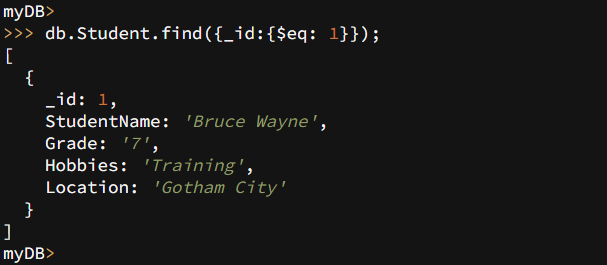 myDB>
>>> db.Student.find({_id:{$eq: 1}});
[
  {
    _id: 1,
    StudentName: 'Bruce Wayne',
    Grade: '7',
    Hobbies: 'Training',
    Location: 'Gotham City'
  }
]
myDB>